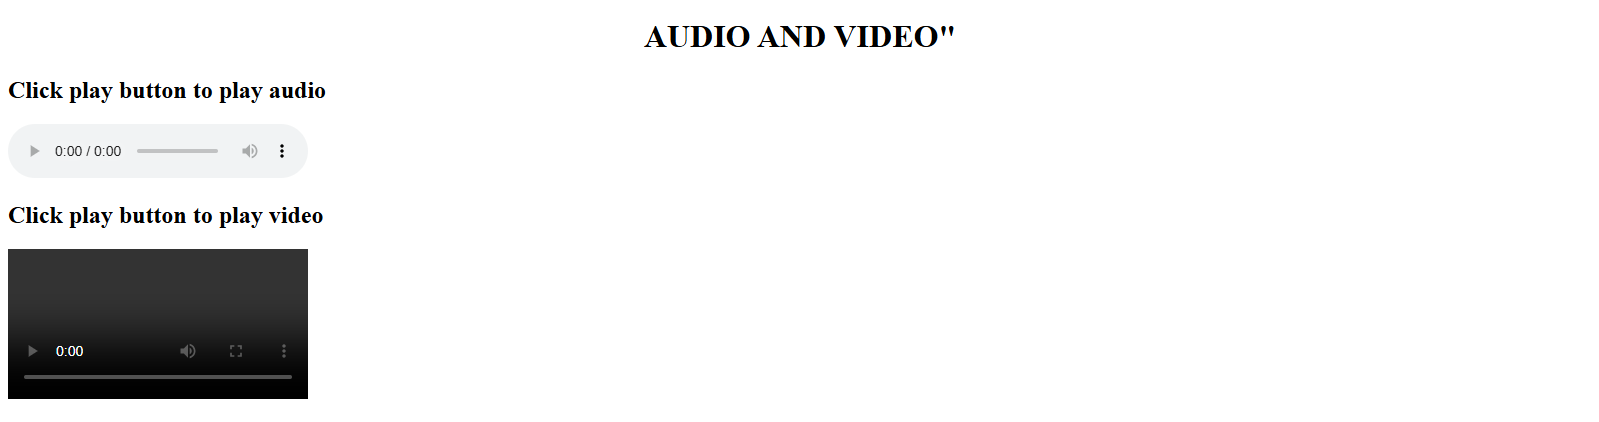 AUDIO AND VIDEO"
Click play button to play audio
0:00 / 0:00
Click play button to play video
0:00